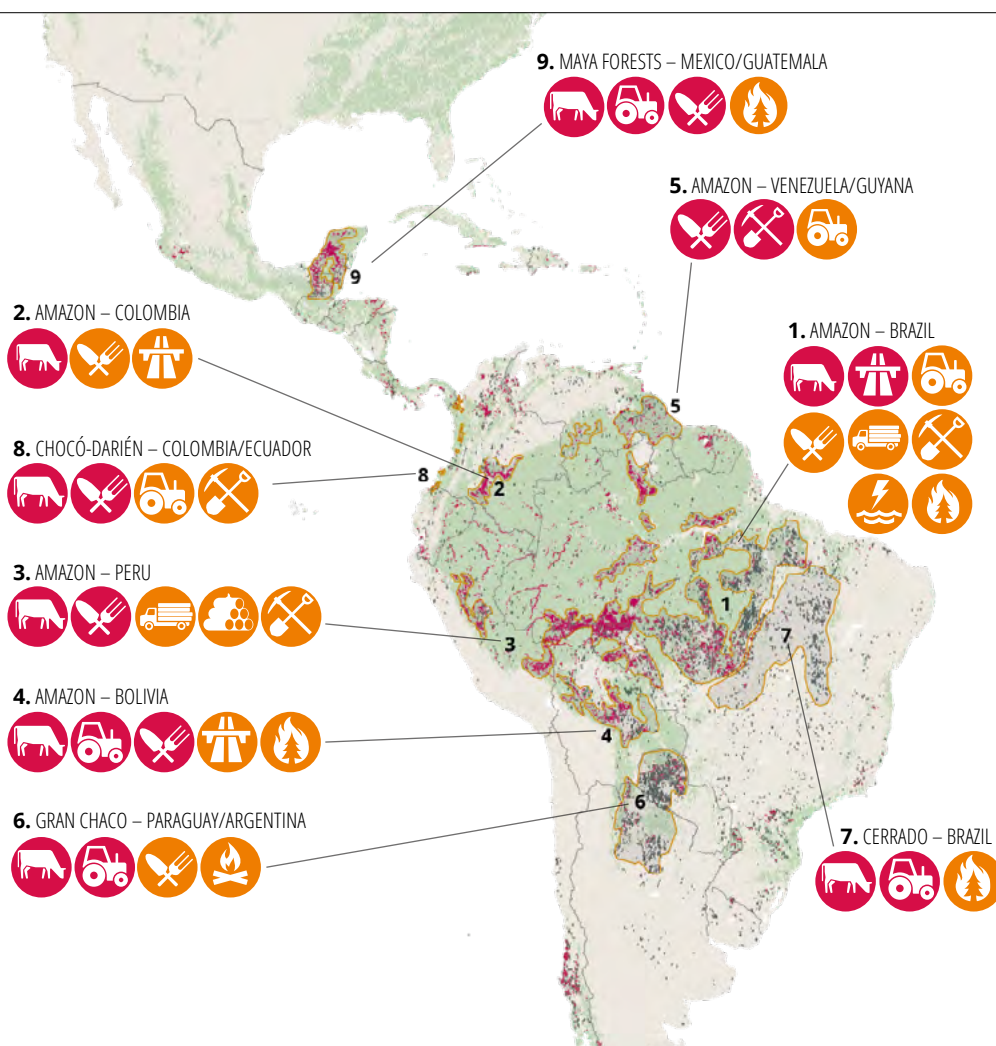 9. MAYA FORESTS – MEXICO/GUATEMALA
5. AMAZON – VENEZUELA/GUYANA
9
2. AMAZON – COLOMBIA
1. AMAZON – BRAZIL
5
8. CHOCÓ-DARIÉN – COLOMBIA/ECUADOR
8
2
3. AMAZON – PERU
1
7
3
4. AMAZON – BOLIVIA
4
6. GRAN CHACO – PARAGUAY/ARGENTINA
6
7. CERRADO – BRAZIL